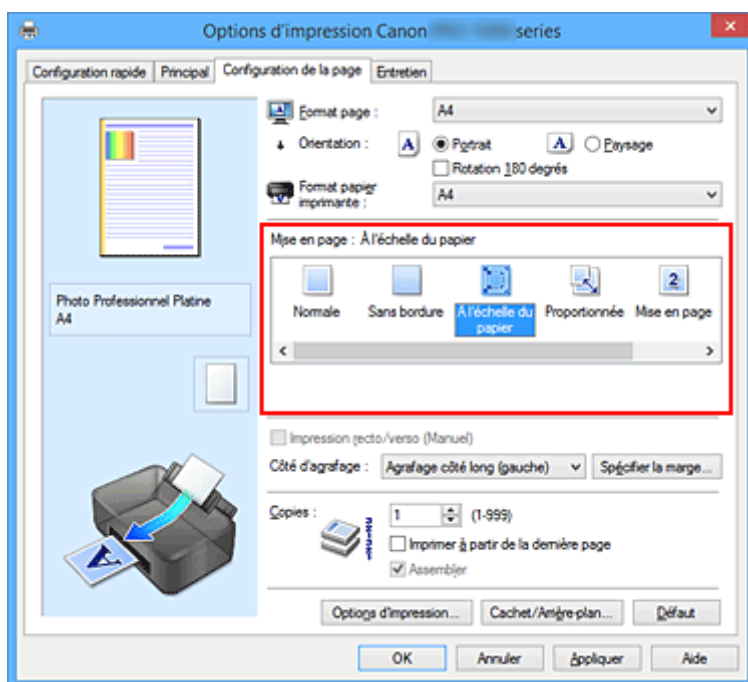 Options d'impression Canon series
Configuration rapide Principal Configuration de la page Entretien
Format page : A4
Orientation : A Portrait A Paysage
Rotation 180 degrés
Format papier
imprimante : A4
Mise en page : À l'échelle du papier
Normale Sans bordure À l'échelle du
papier Proportionnée Mise en page
2
Photo Professionnel Platine
A4
Impression recto/verso (Manuel)
Côté d'agrafage : Agrafage côté long (gauche) Spécifier la marge...
Copies : 1 (1-999)
Imprimer à partir de la dernière page
Assembler
A
Options d'impression... Cachet/Arrière-plan... Défaut
OK Annuler Appliquer Aide